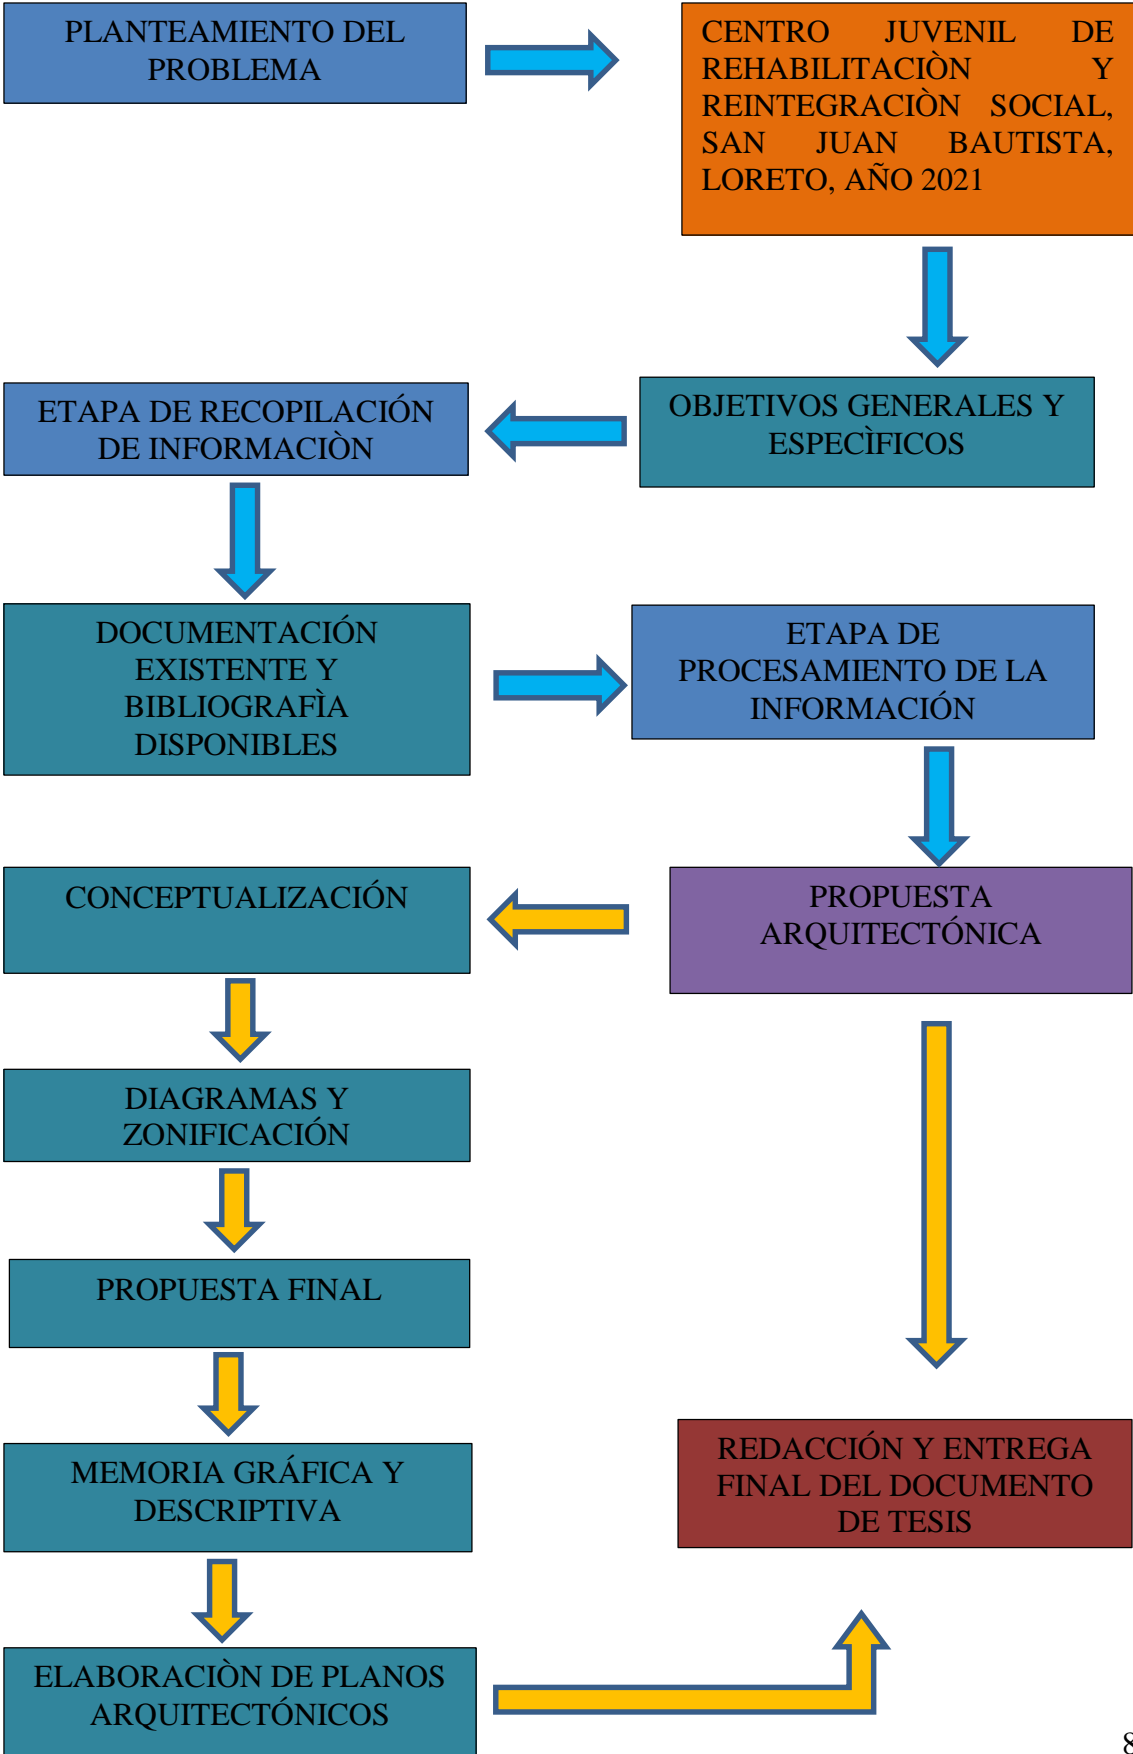 PLANTEAMIENTO DEL
PROBLEMA
CENTRO JUVENIL DE
REHABILITACIÒN Y
REINTEGRACIÒN SOCIAL,
SAN JUAN BAUTISTA,
LORETO, AÑO 2021
OBJETIVOS GENERALES Y
ESPECÌFICOS
ETAPA DE RECOPILACIÓN
DE INFORMACIÒN
DOCUMENTACIÓN
EXISTENTE Y
BIBLIOGRAFÌA
DISPONIBLES
ETAPA DE
PROCESAMIENTO DE LA
INFORMACIÓN
PROPUESTA
ARQUITECTÓNICA
CONCEPTUALIZACIÓN
DIAGRAMAS Y
ZONIFICACIÓN
PROPUESTA FINAL
MEMORIA GRÁFICA Y
DESCRIPTIVA
ELABORACIÒN DE PLANOS
ARQUITECTÓNICOS
REDACCIÓN Y ENTREGA
FINAL DEL DOCUMENTO
DE TESIS
8